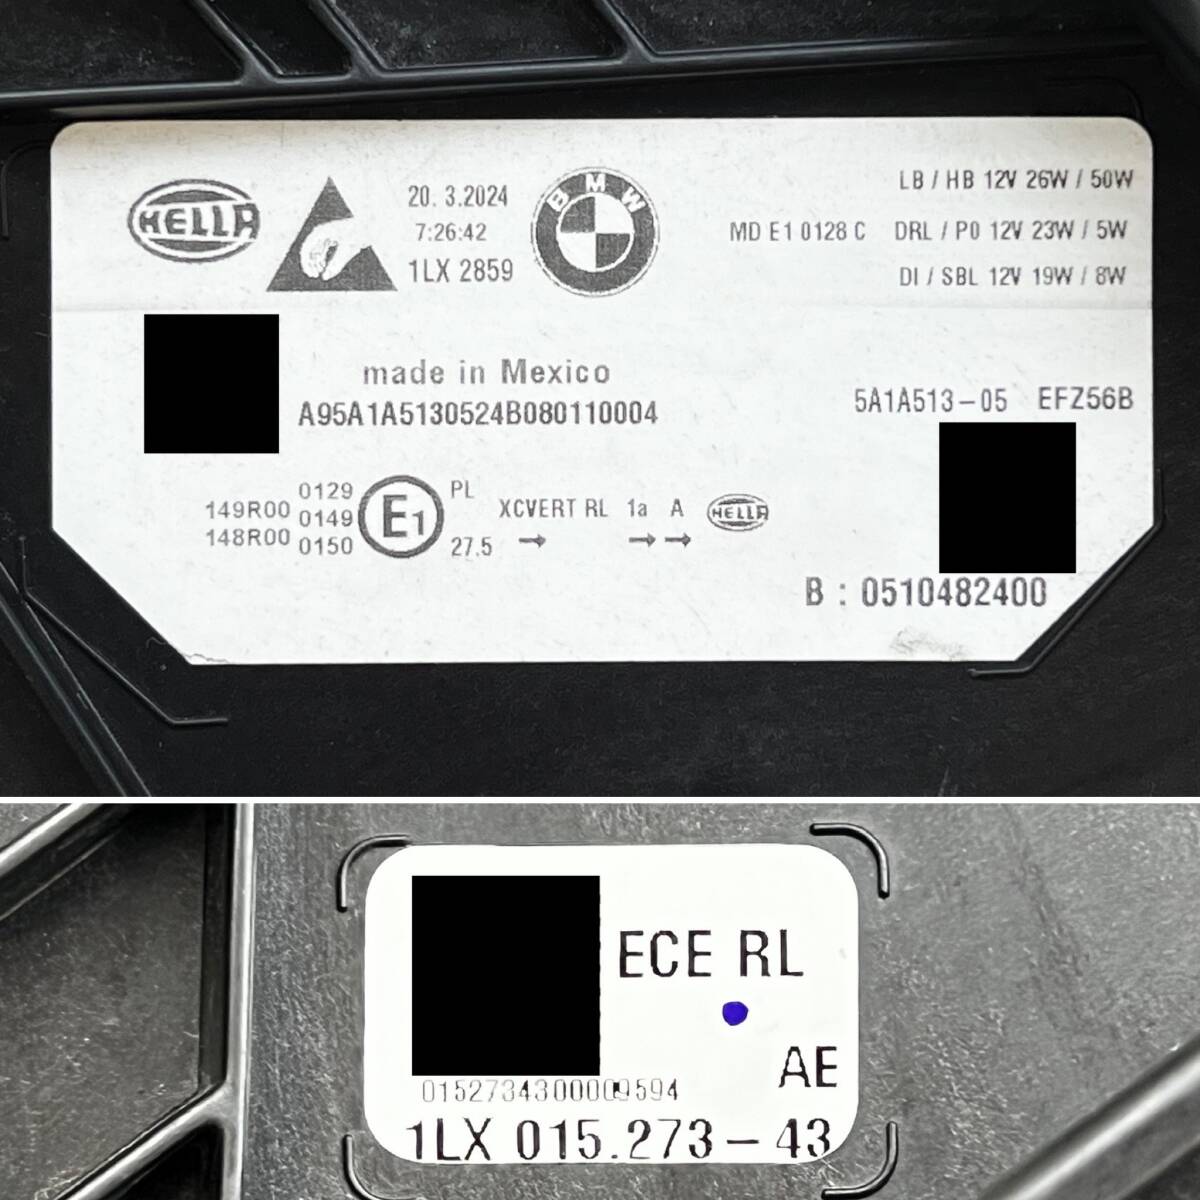 HELLA
20. 3.2024
7:26:42
1LX 2859
BMW
LB / HB 12V 26W / 50W
MD E1 0128 C DRL / PO 12V 23W / 5W
DI / SBL 12V 19W / 8W
made in Mexico
A95A1A5130524B080110004
5A1A513-05 EFZ56B
149R00 0129
148R00 0149
0150
E1
PL
27.5
XCVERT RL 1a A
→ → →
HELLA
B : 0510482400
ECE RL
AE
0152734300009594
1LX 015.273-43